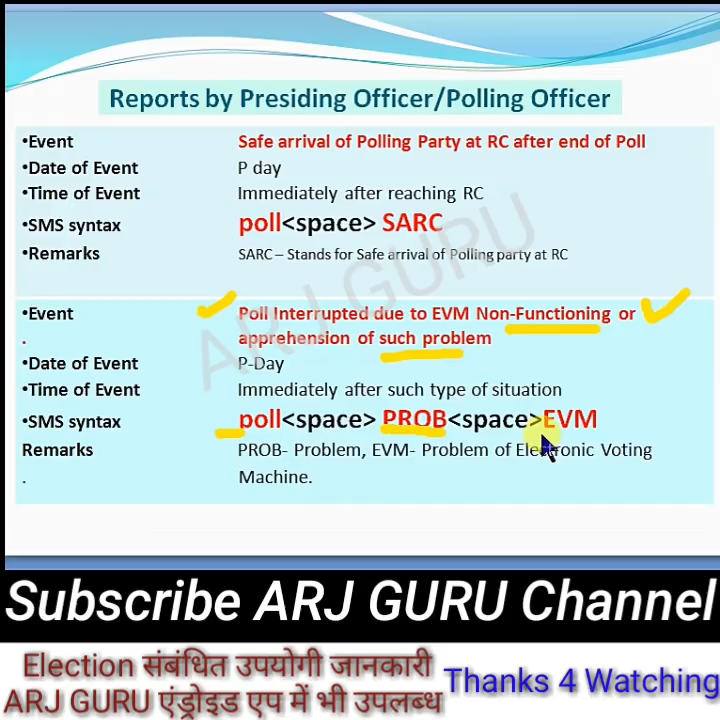 Reports by Presiding Officer/Polling Officer
•Event Safe arrival of Polling Party at RC after end of Poll
•Date of Event P day
•Time of Event Immediately after reaching RC
•SMS syntax poll<space> SARC
•Remarks SARC – Stands for Safe arrival of Polling party at RC
ARJ GURU
•Event Poll Interrupted due to EVM Non-Functioning or
. apprehension of such problem
•Date of Event P-Day
•Time of Event Immediately after such type of situation
•SMS syntax poll<space> PROB<space>EVM
Remarks PROB- Problem, EVM- Problem of Electronic Voting
. Machine.
Subscribe ARJ GURU Channel
Election संबंधित उपयोगी जानकारी
ARJ GURU एंड्रोइड एप में भी उपलब्ध
Thanks 4 Watching